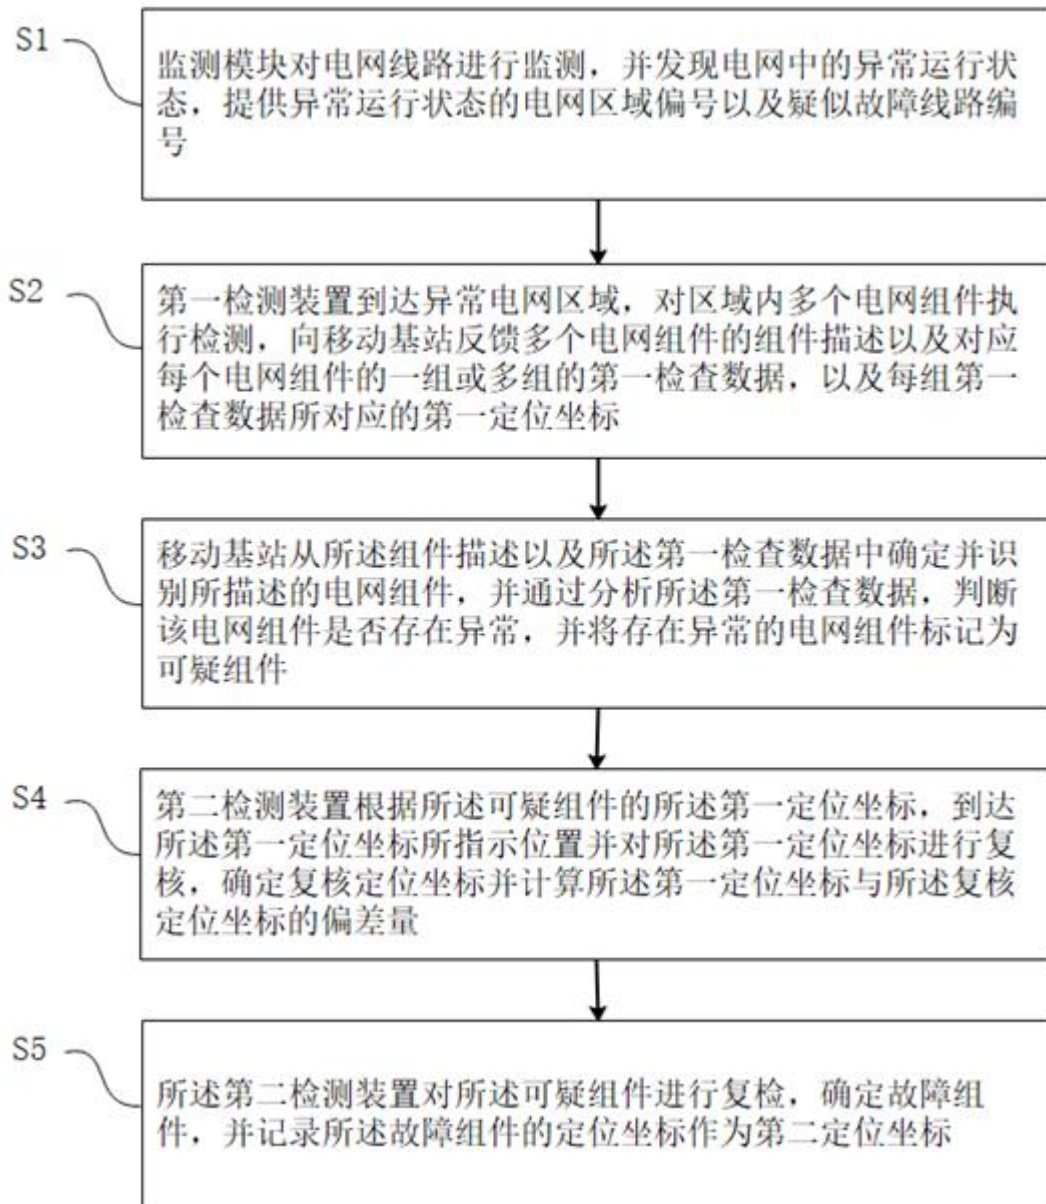 S1
监测模块对电网线路进行监测，并发现电网中的异常运行状
态，提供异常运行状态的电网区域偏号以及疑似故障线路编
号
S2
第一检测装置到达异常电网区域，对区域内多个电网组件执
行检测，向移动基站反馈多个电网组件的组件描述以及对应
每个电网组件的一组或多组的第一检查数据，以及每组第一
检查数据所对应的第一定位坐标
S3
移动基站从所述组件描述以及所述第一检查数据中确定并识
别所描述的电网组件，并通过分析所述第一检查数据，判断
该电网组件是否存在异常，并将存在异常的电网组件标记为
可疑组件
S4
第二检测装置根据所述可疑组件的所述第一定位坐标，到达
所述第一定位坐标所指示位置并对所述第一定位坐标进行复
核，确定复核定位坐标并计算所述第一定位坐标与所述复核
定位坐标的偏差量
S5
所述第二检测装置对所述可疑组件进行复检，确定故障组
件，并记录所述故障组件的定位坐标作为第二定位坐标